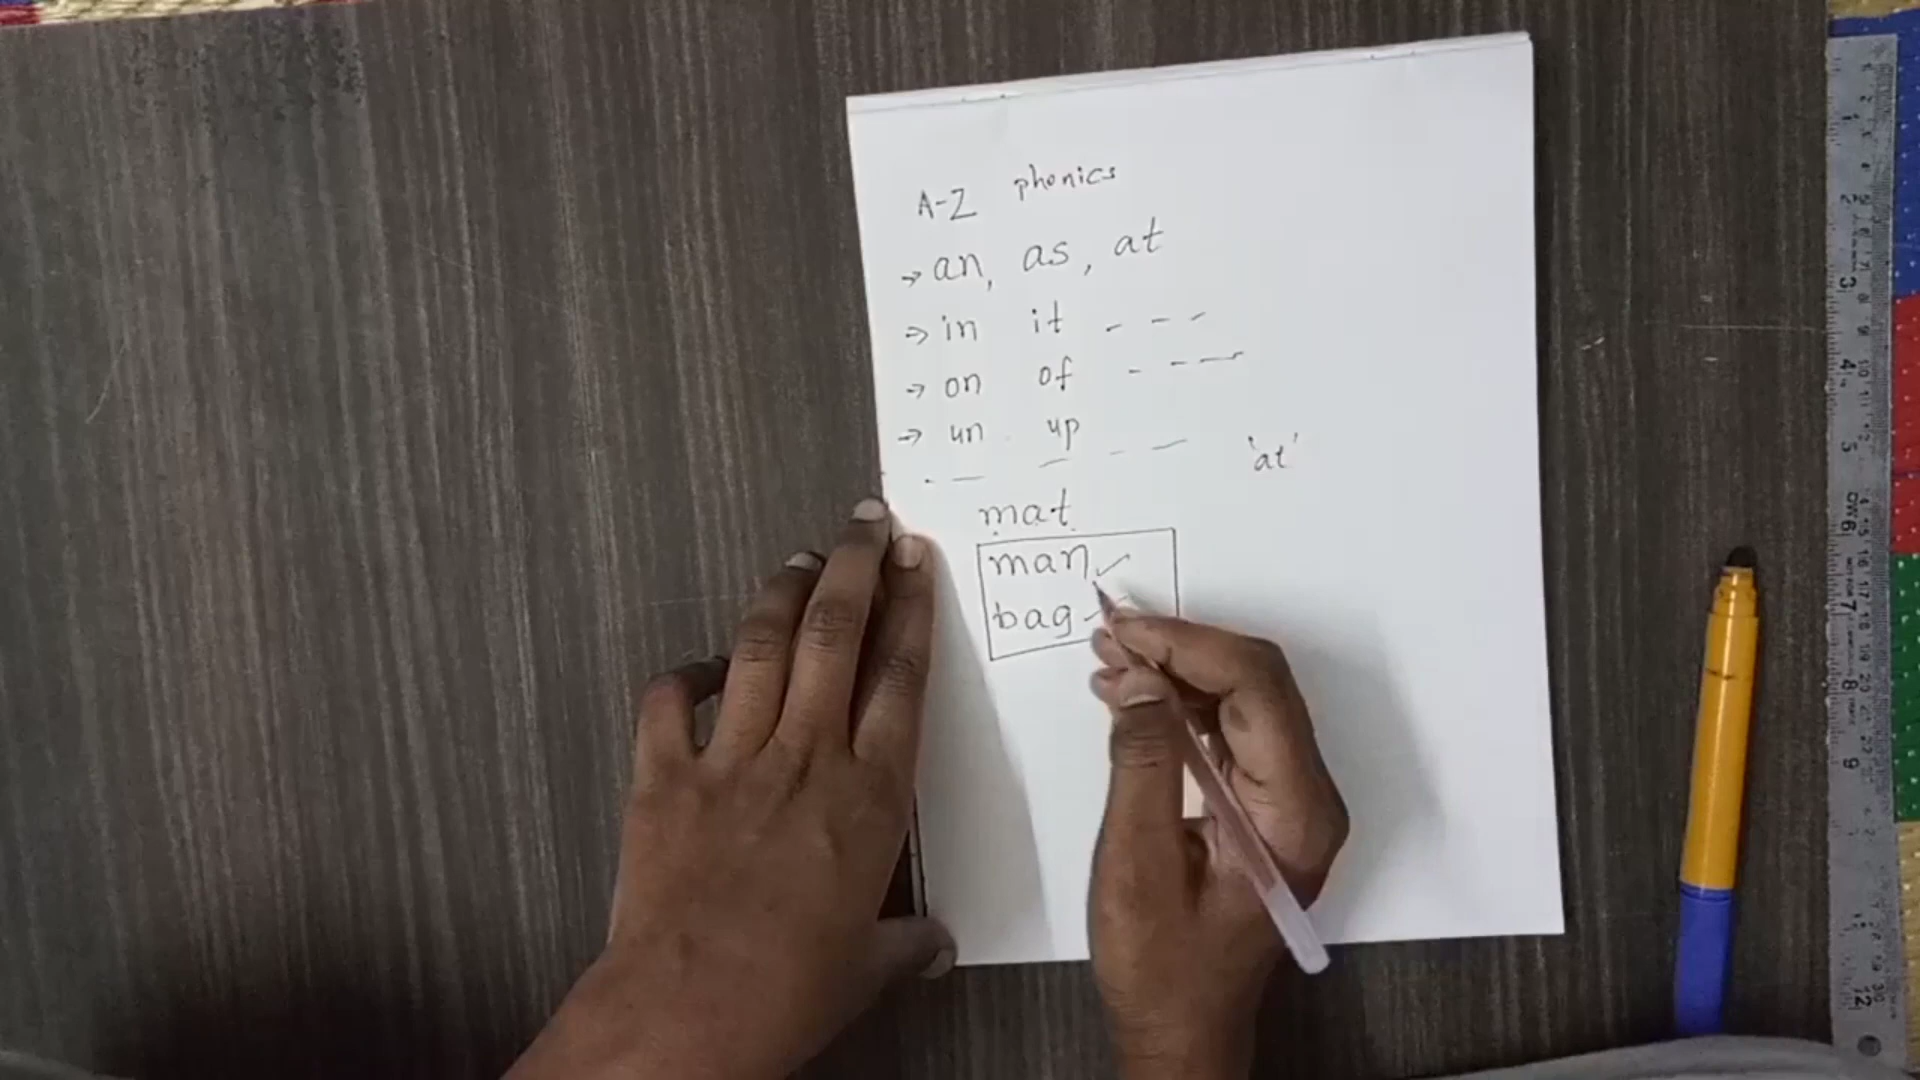 A-Z phonics
→ an, as, at
→ in it - - -
→ on of - - -
→ un up
. - - - -
'at'
mat
man ✓
bag ✓